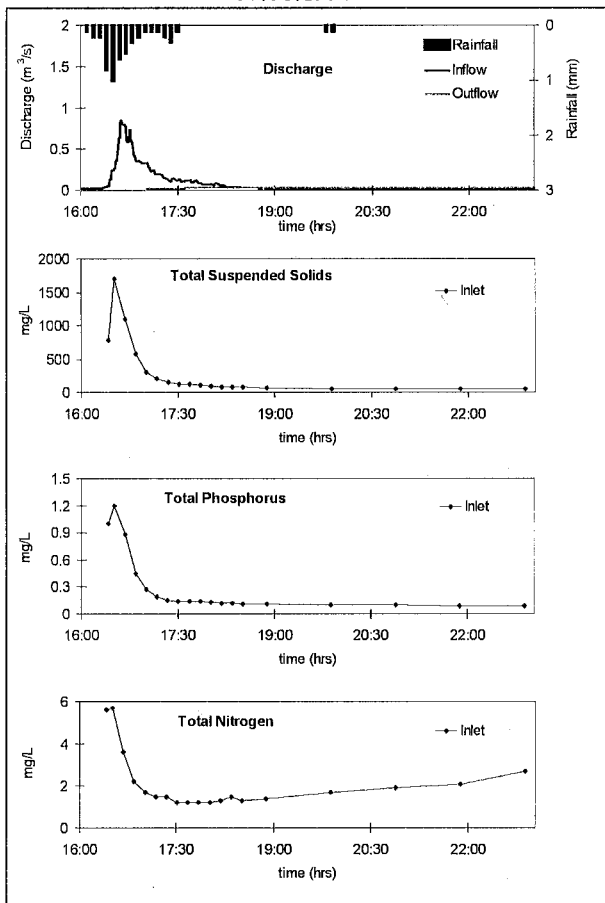 Discharge
Rainfall
Inflow
Outflow
Discharge (m³/s)
2
1.5
1
0.5
0
Rainfall (mm)
0
1
2
3
16:00 17:30 19:00 20:30 22:00
time (hrs)
Total Suspended Solids
Inlet
mg/L
2000
1500
1000
500
0
16:00 17:30 19:00 20:30 22:00
time (hrs)
Total Phosphorus
Inlet
mg/L
1.5
1.2
0.9
0.6
0.3
0
16:00 17:30 19:00 20:30 22:00
time (hrs)
Total Nitrogen
Inlet
mg/L
6
4
2
0
16:00 17:30 19:00 20:30 22:00
time (hrs)